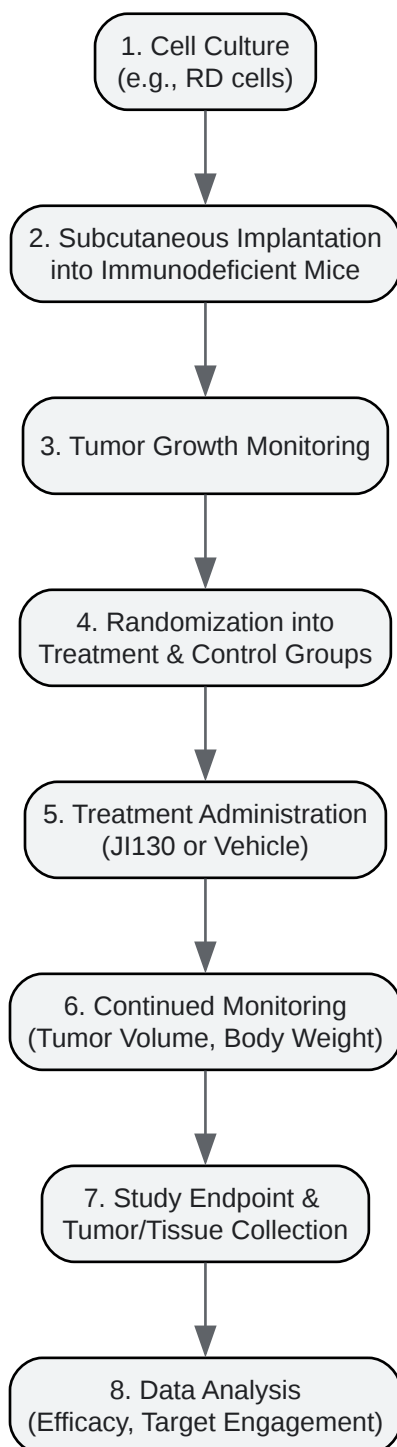 1. Cell Culture
(e.g., RD cells)
2. Subcutaneous Implantation
into Immunodeficient Mice
3. Tumor Growth Monitoring
4. Randomization into
Treatment & Control Groups
5. Treatment Administration
(JI130 or Vehicle)
6. Continued Monitoring
(Tumor Volume, Body Weight)
7. Study Endpoint &
Tumor/Tissue Collection
8. Data Analysis
(Efficacy, Target Engagement)